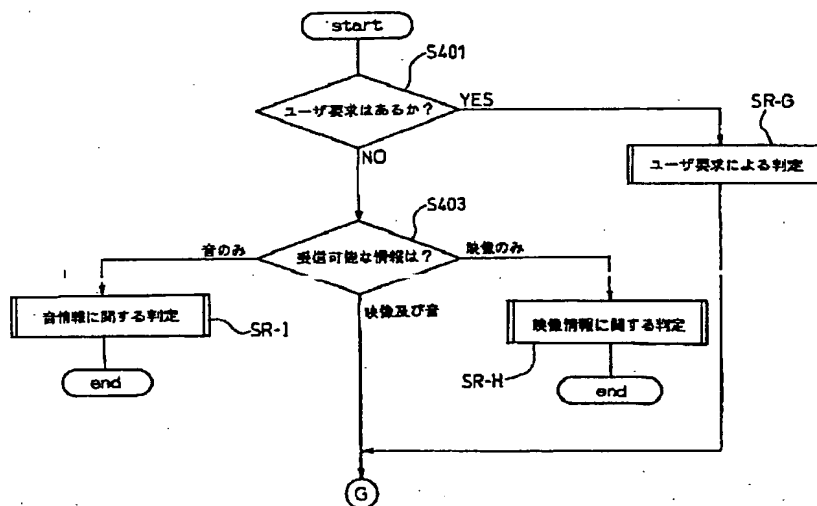 start
S401
ユーザ要求はあるか?
YES
SR-G
NO
ユーザ要求による判定
S403
音のみ
受信可能な情報は?
映像のみ
音情報に関する判定
映像及び音
映像情報に関する判定
SR-I
SR-H
end
end
G